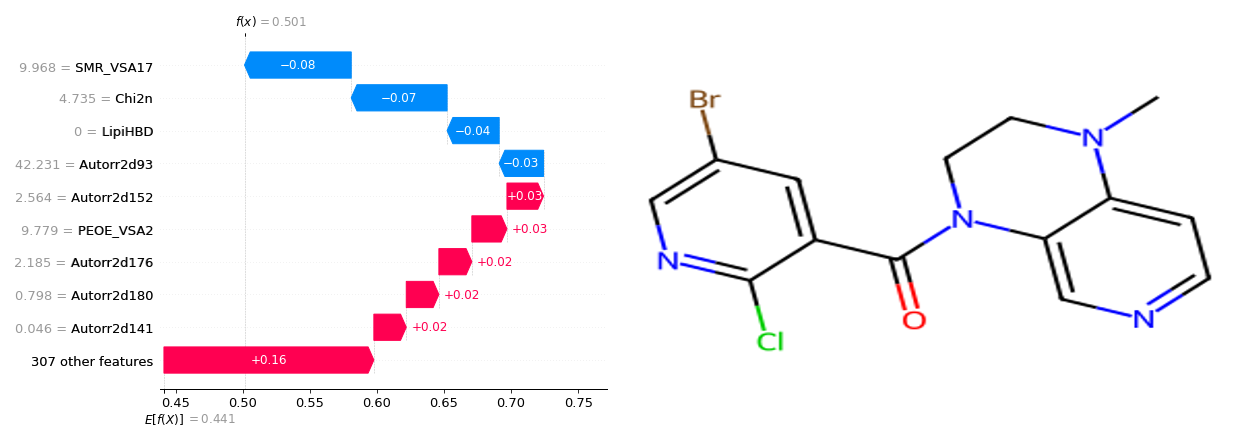 f(x) = 0.501
9.968 = SMR_VSA17
−0.08
4.735 = Chi2n
−0.07
0 = LipiHBD
−0.04
42.231 = Autorr2d93
−0.03
2.564 = Autorr2d152
+0.03
9.779 = PEOE_VSA2
+0.03
2.185 = Autorr2d176
+0.02
0.798 = Autorr2d180
+0.02
0.046 = Autorr2d141
+0.02
307 other features
+0.16
0.45 0.50 0.55 0.60 0.65 0.70 0.75
E[f(X)] = 0.441
Br
N
N
N
O
Cl
N